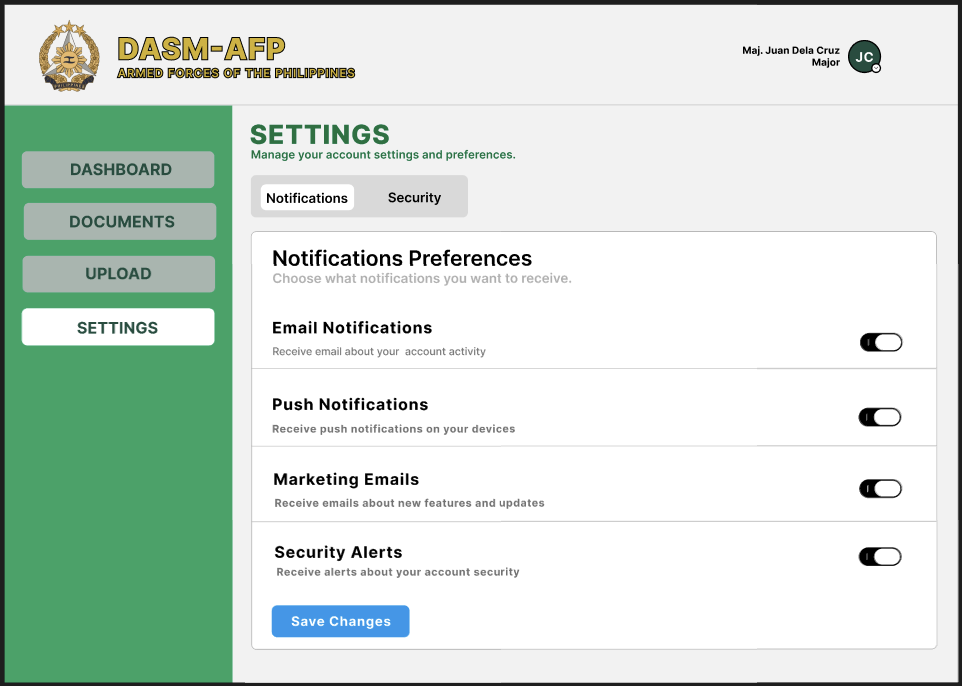 DASM-AFP
ARMED FORCES OF THE PHILIPPINES
PHILIPPINES
Maj. Juan Dela Cruz
Major
JC
DASHBOARD
DOCUMENTS
UPLOAD
SETTINGS
SETTINGS
Manage your account settings and preferences.
Notifications
Security
Notifications Preferences
Choose what notifications you want to receive.
Email Notifications
Receive email about your account activity
Push Notifications
Receive push notifications on your devices
Marketing Emails
Receive emails about new features and updates
Security Alerts
Receive alerts about your account security
Save Changes